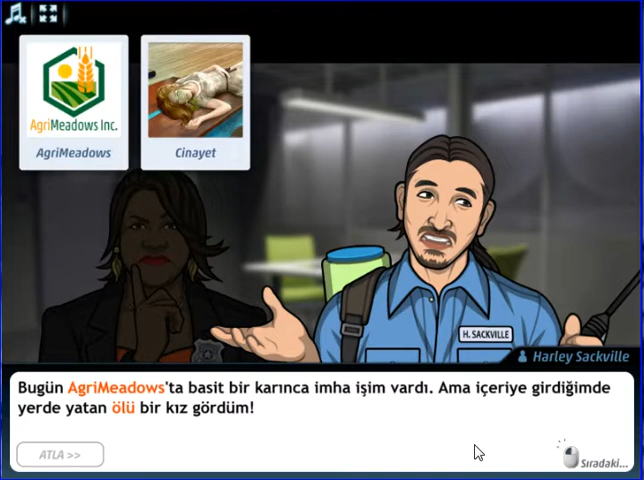 AgriMeadows Inc.
AgriMeadows
Cinayet
H. SACKVILLE
Harley Sackville
Bugün AgriMeadows'ta basit bir karınca imha işim vardı. Ama içeriye girdiğimde
yerde yatan ölü bir kız gördüm!
ATLA >>
Sıradaki...